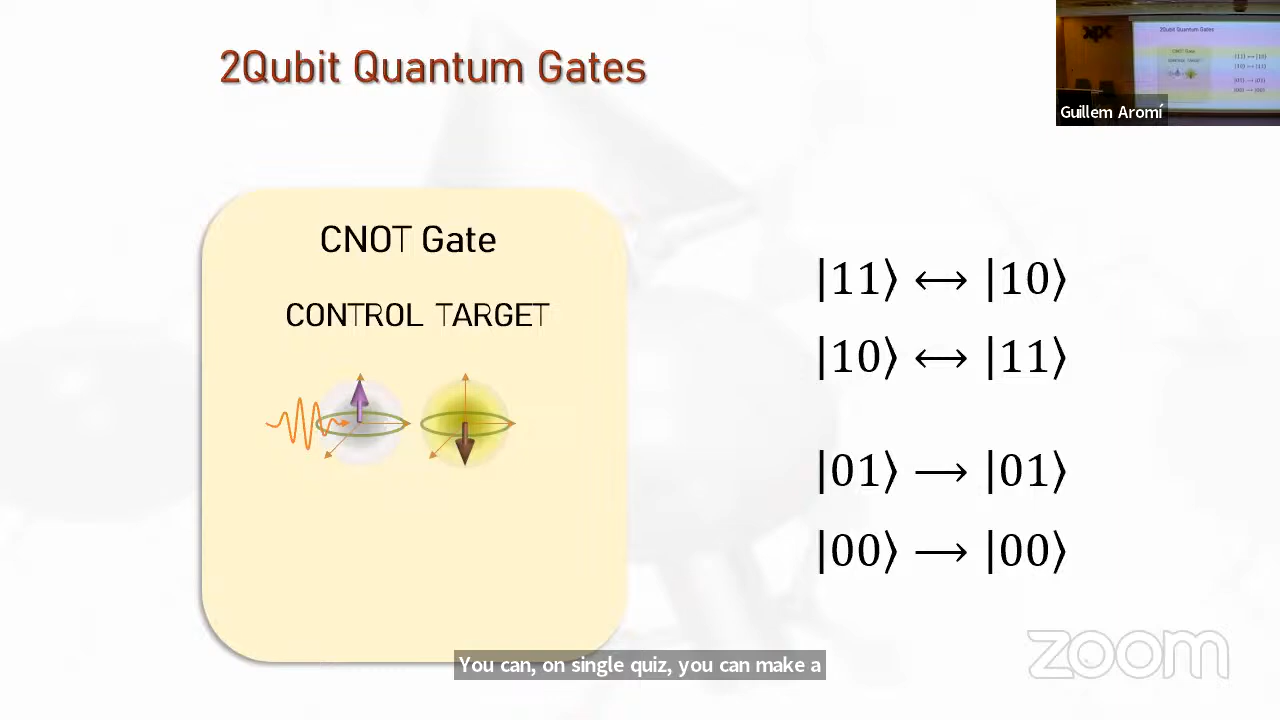 2Qubit Quantum Gates
Guillem Aromí
CNOT Gate
CONTROL TARGET
|11⟩ ⟷ |10⟩
|10⟩ ⟷ |11⟩
|01⟩ ⟶ |01⟩
|00⟩ ⟶ |00⟩
You can, on single quiz, you can make a
zoom